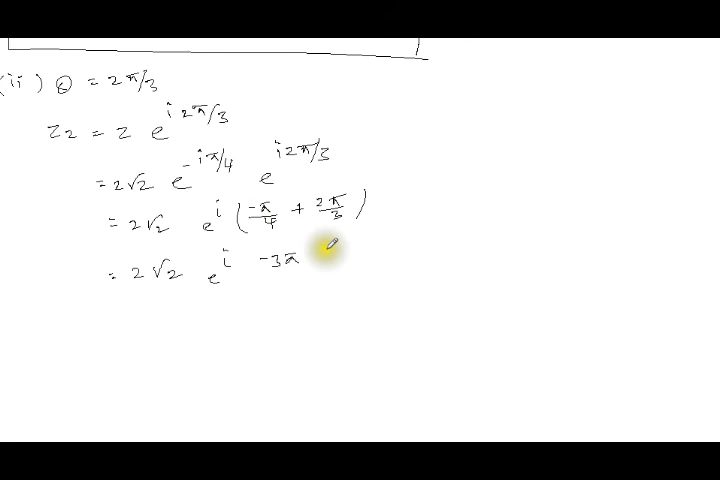 (ii) θ = 2π/3
z2 = z e^{i 2π/3}
= 2√2 e^{-iπ/4} e^{i2π/3}
= 2√2 e^{i(-π/4 + 2π/3)}
= 2√2 e^{i -3π}